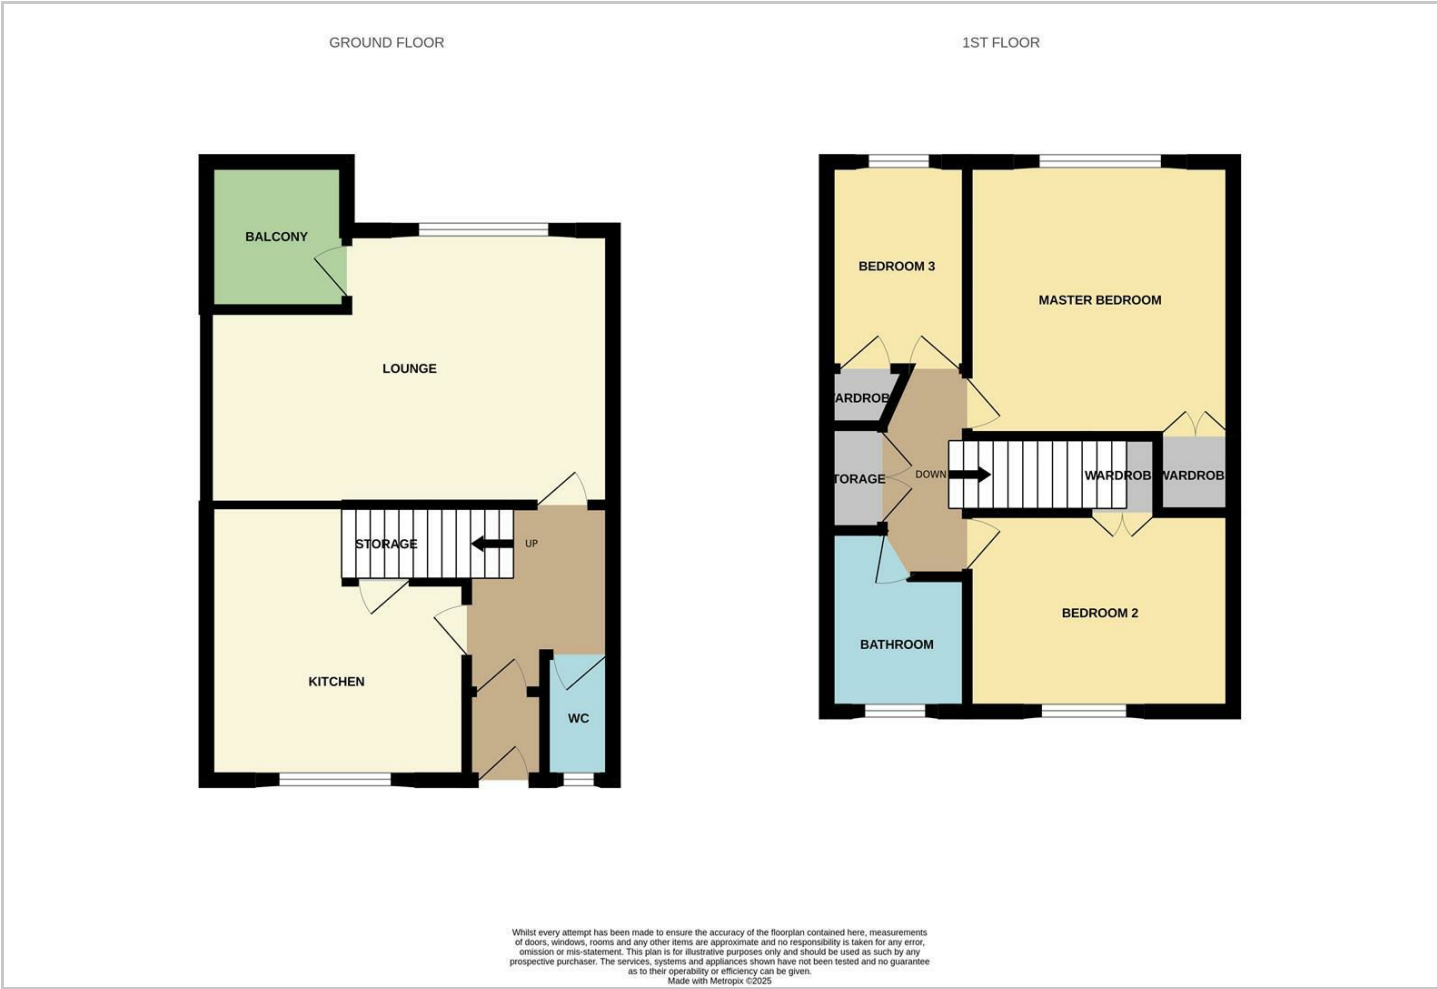 GROUND FLOOR
1ST FLOOR
BALCONY
LOUNGE
STORAGE
UP
KITCHEN
WC
BEDROOM 3
MASTER BEDROOM
ARDROB
TORAGE
DOWN
WARDROB
WARDROB
BEDROOM 2
BATHROOM
Whilst every attempt has been made to ensure the accuracy of the floorplan contained here, measurements
of doors, windows, rooms and any other items are approximate and no responsibility is taken for any error,
omission or mis-statement. This plan is for illustrative purposes only and should be used as such by any
prospective purchaser. The services, systems and appliances shown have not been tested and no guarantee
as to their operability or efficiency can be given.
Made with Metropix ©2025